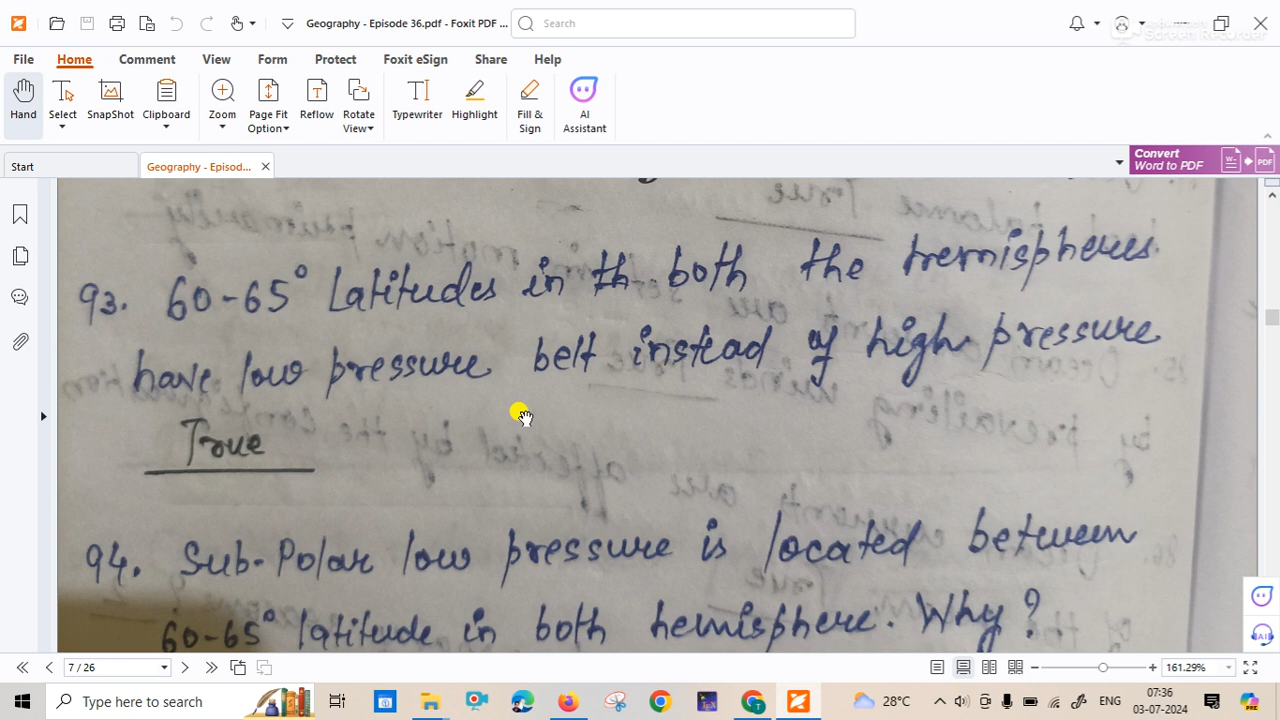 Geography - Episode 36.pdf - Foxit PDF ...
Search
Screen Recorder
File Home Comment View Form Protect Foxit eSign Share Help
Hand Select SnapShot Clipboard Zoom Page Fit Option Reflow Rotate View Typewriter Highlight Fill & Sign AI Assistant
Start
Geography - Episod...
Convert
Word to PDF
93. 60-65° Latitudes in th both the hemispheres
have low pressure belt instead of high pressure
True
94. Sub-Polar low pressure is located between
60-65° latitude in both hemisphere. Why?
7 / 26
161.29%
Type here to search
28°C
ENG
07:36
03-07-2024